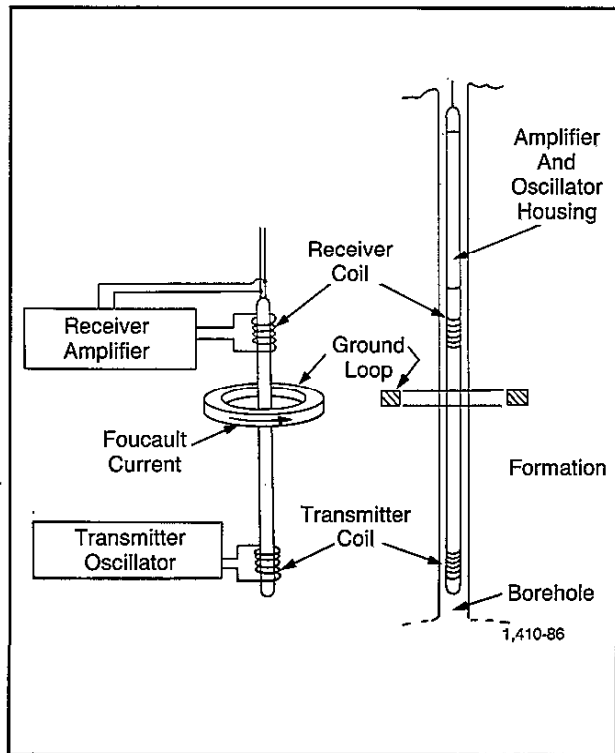 Amplifier
And
Oscillator
Housing
Receiver
Coil
Receiver
Amplifier
Ground
Loop
Foucault
Current
Formation
Transmitter
Oscillator
Transmitter
Coil
Borehole
1,410-86